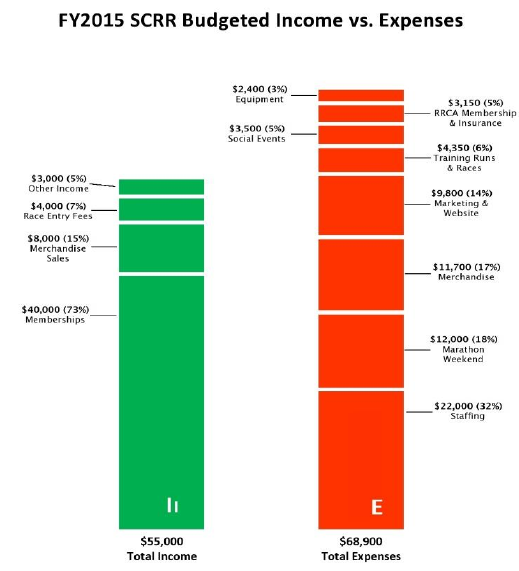 FY2015 SCRR Budgeted Income vs. Expenses
$3,000 (5%)
Other Income
$4,000 (7%)
Race Entry Fees
$8,000 (15%)
Merchandise
Sales
$40,000 (73%)
Memberships
$55,000
Total Income
$2,400 (3%)
Equipment
$3,150 (5%)
RRCA Membership
& Insurance
$3,500 (5%)
Social Events
$4,350 (6%)
Training Runs
& Races
$9,800 (14%)
Marketing &
Website
$11,700 (17%)
Merchandise
$12,000 (18%)
Marathon
Weekend
$22,000 (32%)
Staffing
E
$68,900
Total Expenses